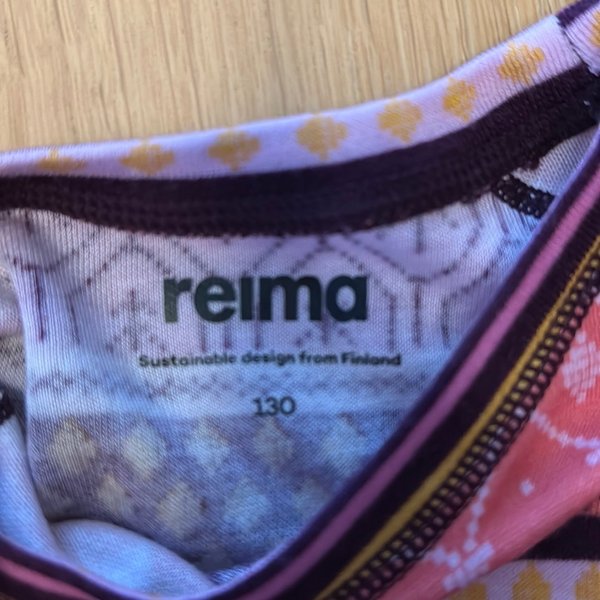 reima
Sustainable design from Finland
130